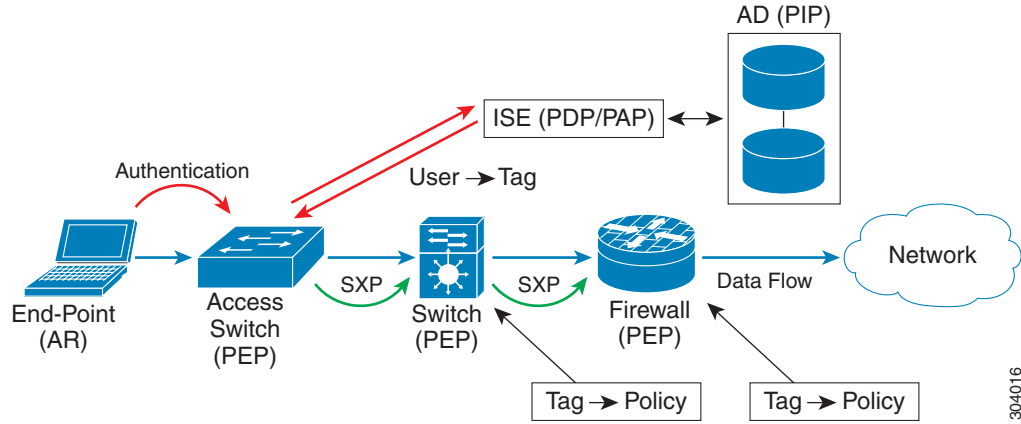 AD (PIP)
ISE (PDP/PAP)
Authentication
User → Tag
SXP
SXP
Data Flow
Network
End-Point
(AR)
Access
Switch
(PEP)
Switch
(PEP)
Firewall
(PEP)
Tag → Policy
Tag → Policy
304016